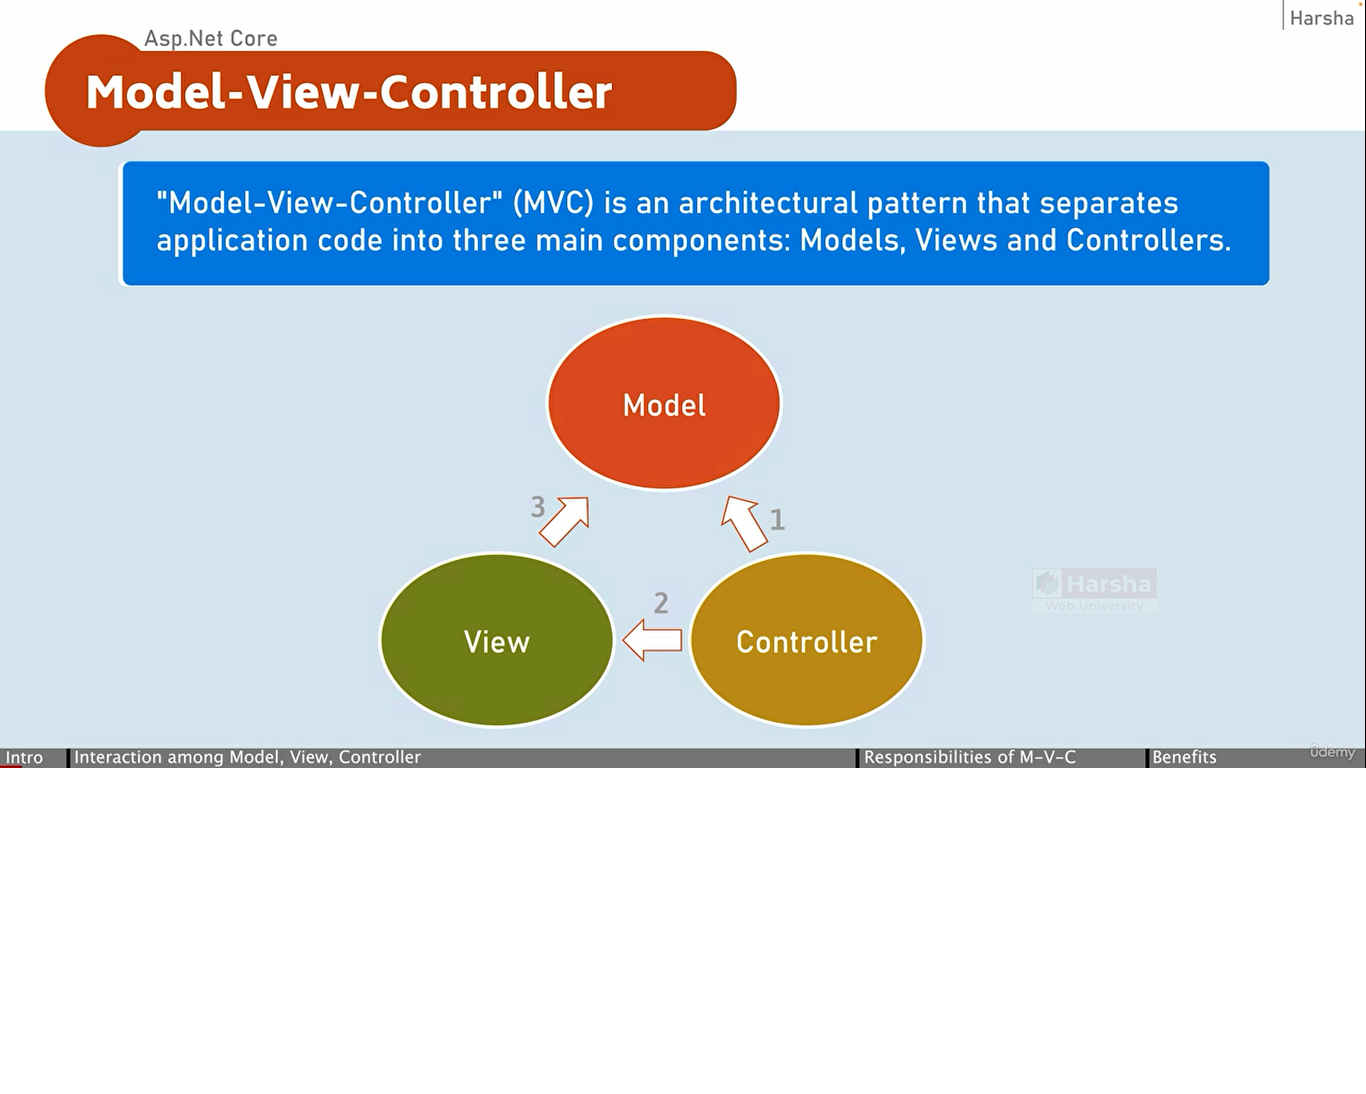 Harsha
Asp.Net Core
Model-View-Controller
"Model-View-Controller" (MVC) is an architectural pattern that separates
application code into three main components: Models, Views and Controllers.
Model
3
1
2
View
Controller
Harsha
Web University
Intro
Interaction among Model, View, Controller
Responsibilities of M-V-C
Benefits
ûdemy